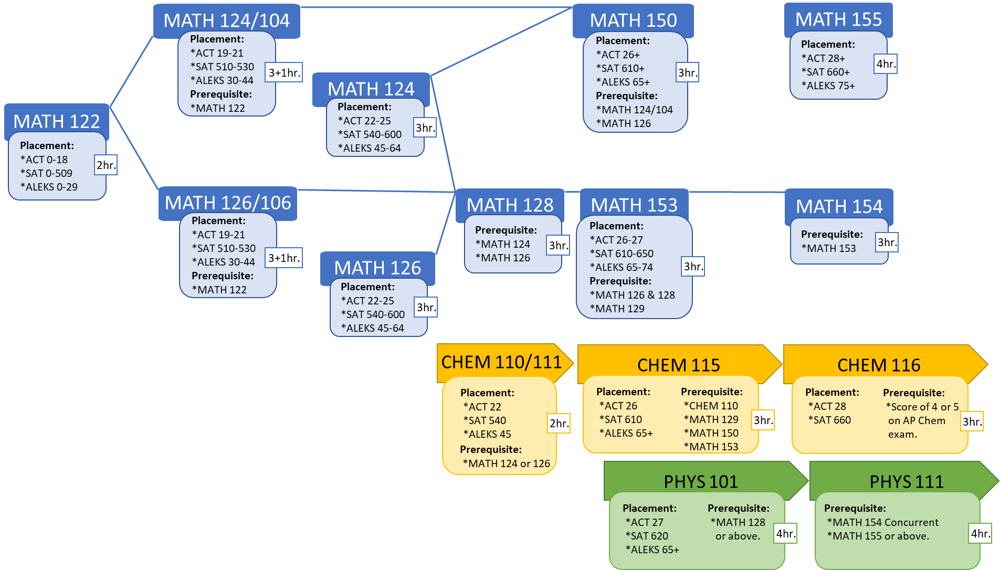 MATH 124/104
Placement:
*ACT 19-21
*SAT 510-530
*ALEKS 30-44
Prerequisite:
*MATH 122
3+1hr.
MATH 150
Placement:
*ACT 26+
*SAT 610+
*ALEKS 65+
Prerequisite:
*MATH 124/104
*MATH 126
3hr.
MATH 155
Placement:
*ACT 28+
*SAT 660+
*ALEKS 75+
4hr.
MATH 124
Placement:
*ACT 22-25
*SAT 540-600
*ALEKS 45-64
3hr.
MATH 122
Placement:
*ACT 0-18
*SAT 0-509
*ALEKS 0-29
2hr.
MATH 126/106
Placement:
*ACT 19-21
*SAT 510-530
*ALEKS 30-44
Prerequisite:
*MATH 122
3+1hr.
MATH 126
Placement:
*ACT 22-25
*SAT 540-600
*ALEKS 45-64
3hr.
MATH 128
Prerequisite:
*MATH 124
*MATH 126
3hr.
MATH 153
Placement:
*ACT 26-27
*SAT 610-650
*ALEKS 65-74
Prerequisite:
*MATH 126 & 128
*MATH 129
3hr.
MATH 154
Prerequisite:
*MATH 153
3hr.
CHEM 110/111
Placement:
*ACT 22
*SAT 540
*ALEKS 45
Prerequisite:
*MATH 124 or 126
2hr.
CHEM 115
Placement:
*ACT 26
*SAT 610
*ALEKS 65+
Prerequisite:
*CHEM 110
*MATH 129
*MATH 150
*MATH 153
3hr.
CHEM 116
Placement:
*ACT 28
*SAT 660
Prerequisite:
*Score of 4 or 5
on AP Chem
exam.
3hr.
PHYS 101
Placement:
*ACT 27
*SAT 620
*ALEKS 65+
Prerequisite:
*MATH 128
or above.
4hr.
PHYS 111
Prerequisite:
*MATH 154 Concurrent
*MATH 155 or above.
4hr.